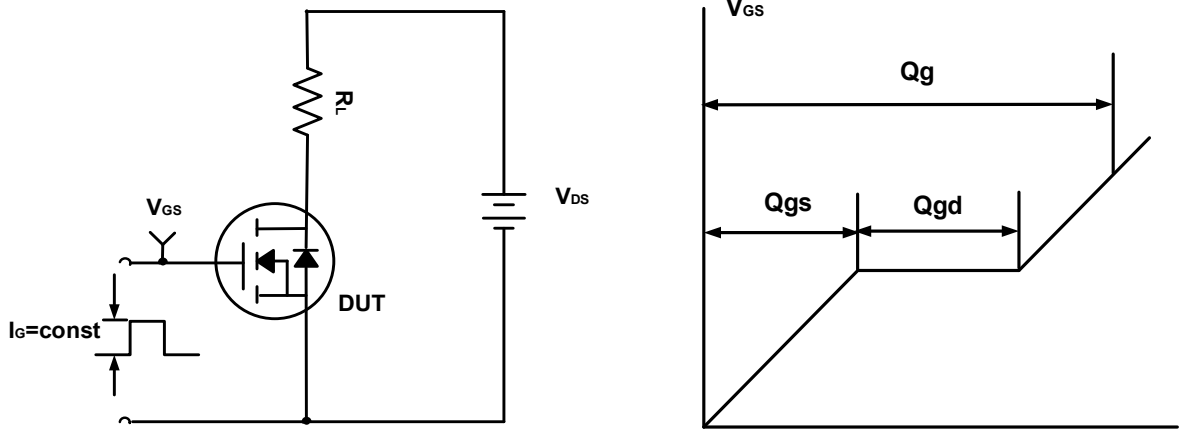 RL
VGS
VDS
DUT
IG=const
VGS
Qg
Qgs
Qgd